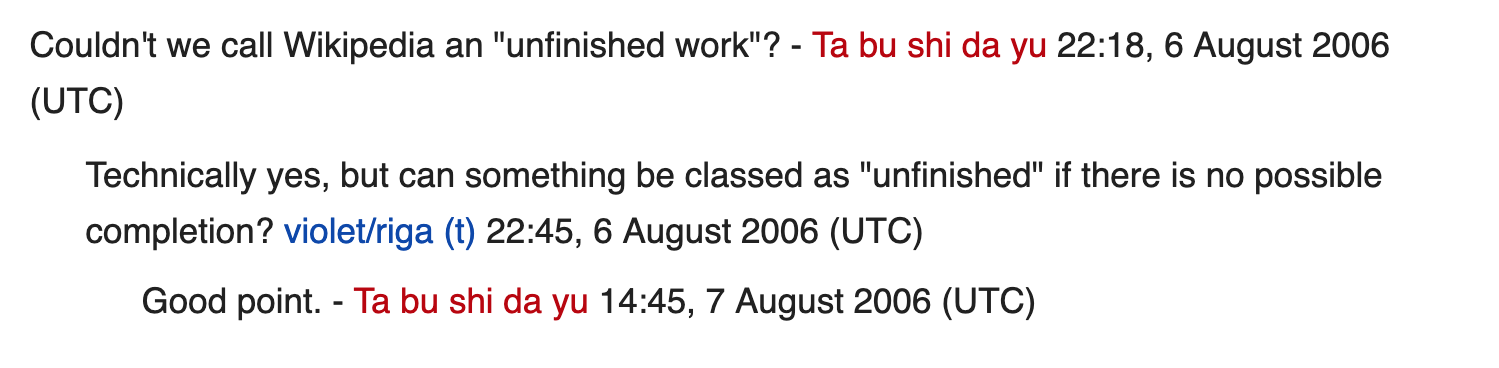 Couldn't we call Wikipedia an "unfinished work"? - Ta bu shi da yu 22:18, 6 August 2006
(UTC)
Technically yes, but can something be classed as "unfinished" if there is no possible
completion? violet/riga (t) 22:45, 6 August 2006 (UTC)
Good point. - Ta bu shi da yu 14:45, 7 August 2006 (UTC)